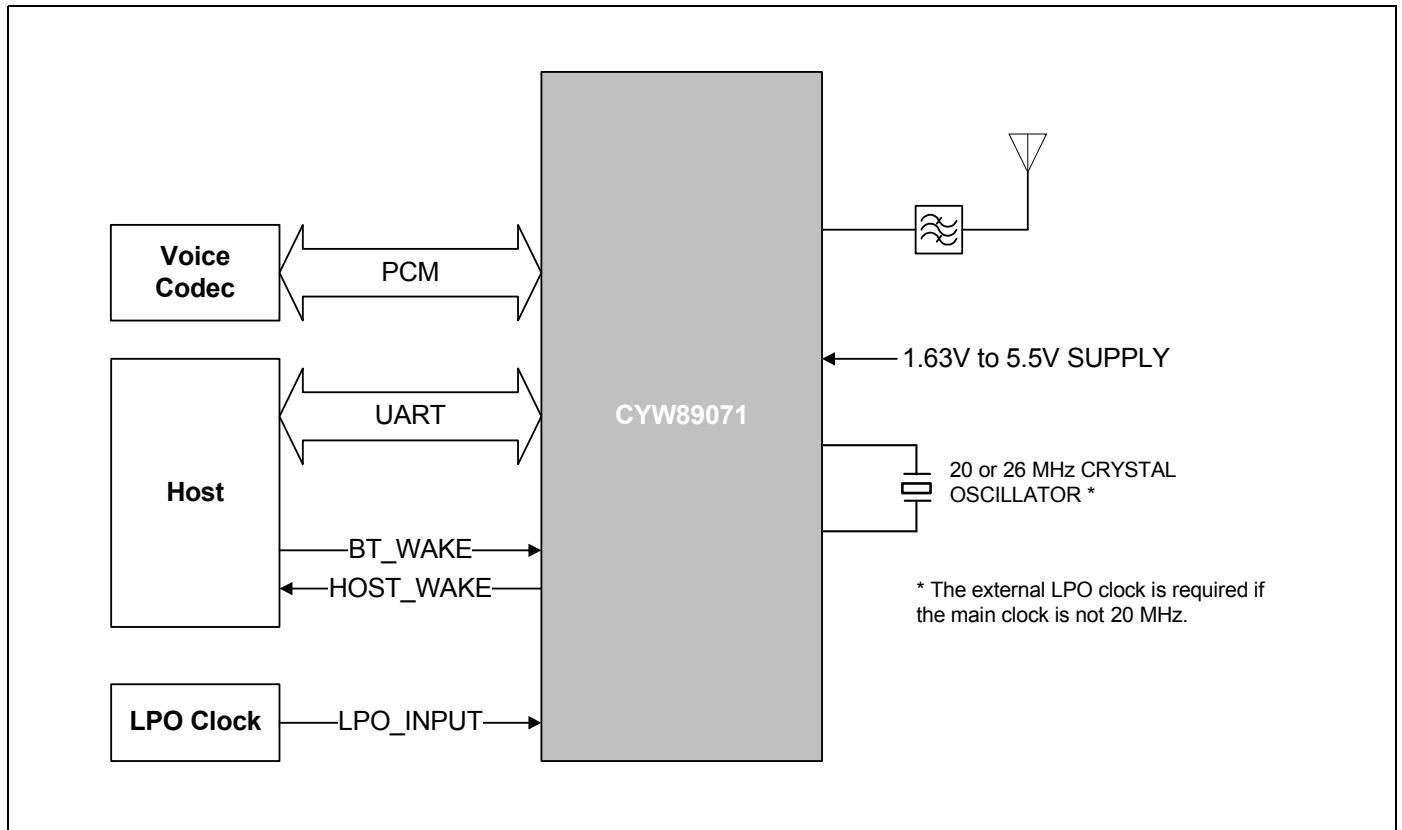 Voice
Codec
PCM
Host
UART
BT_WAKE
HOST_WAKE
LPO Clock
LPO_INPUT
CYW89071
1.63V to 5.5V SUPPLY
20 or 26 MHz CRYSTAL
OSCILLATOR *
* The external LPO clock is required if
the main clock is not 20 MHz.